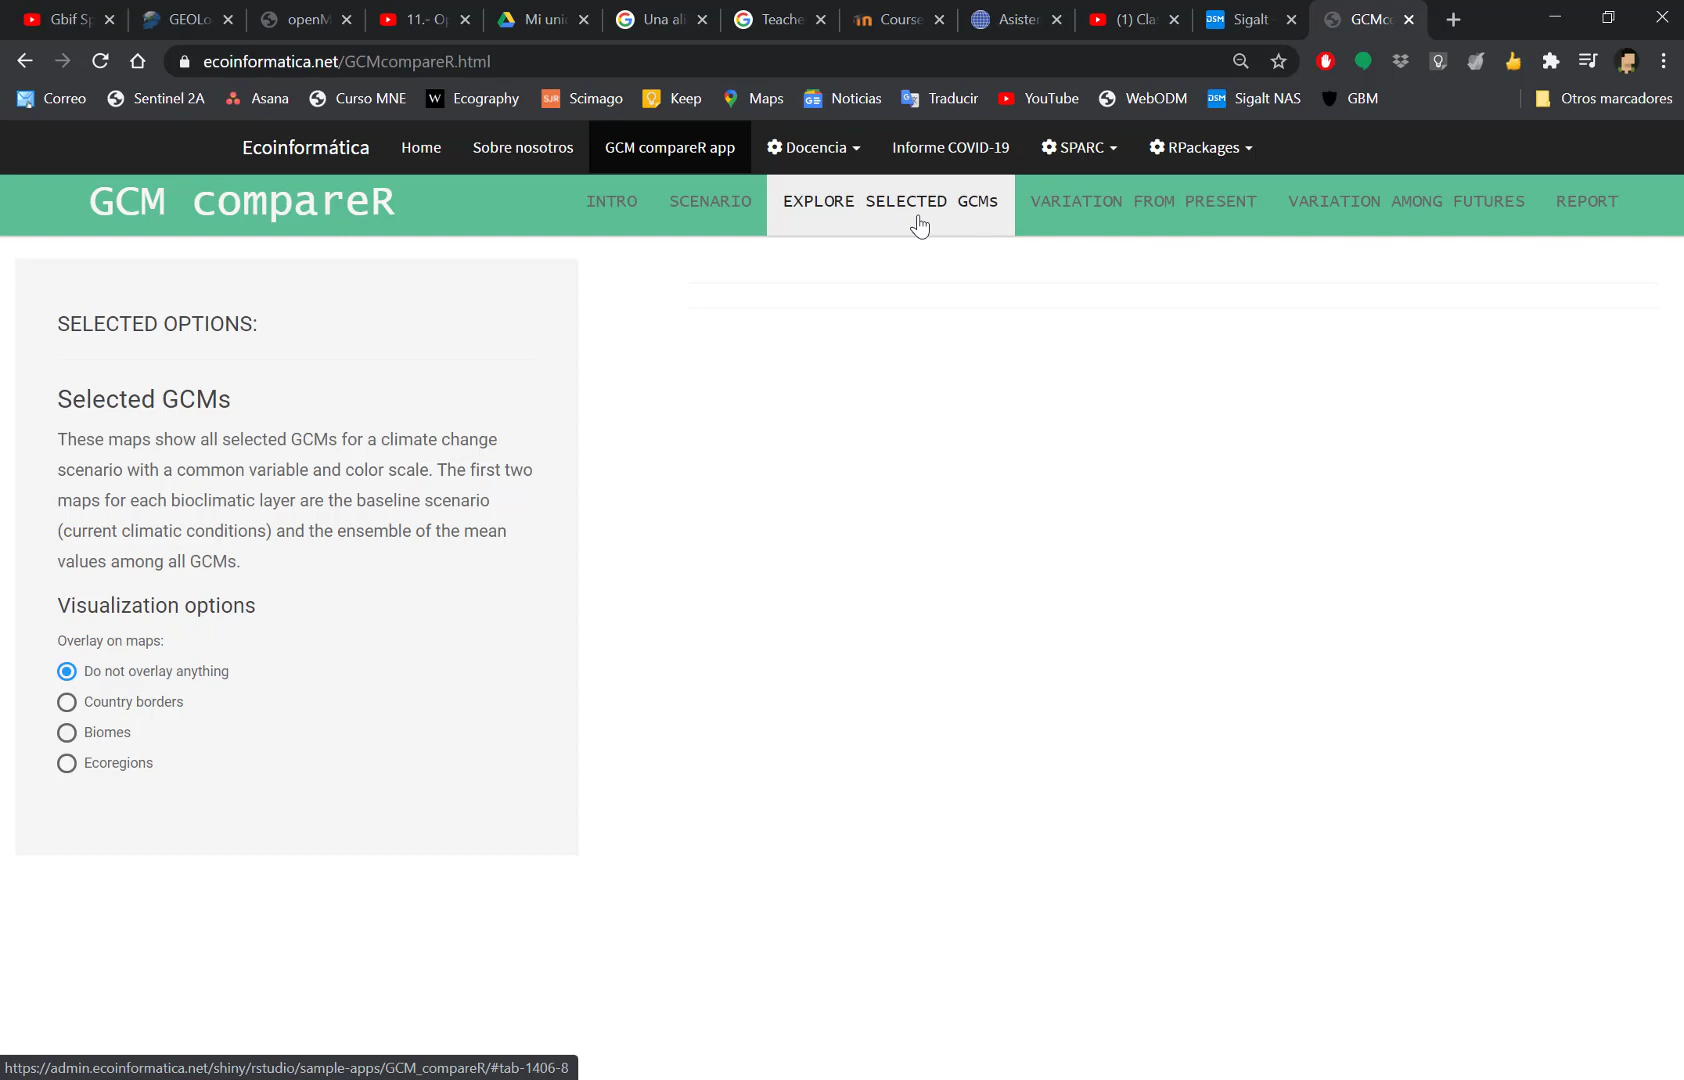 Gbif Sp
GEOLo
openM
11.- Op
Mi uni
Una ali
Teache
Course
Asister
(1) Cla
Sigalt -
GCMco
ecoinformatica.net/GCMcompareR.html
Correo
Sentinel 2A
Asana
Curso MNE
W Ecography
SJR Scimago
Keep
Maps
Noticias
Traducir
YouTube
WebODM
DSM Sigalt NAS
GBM
Otros marcadores
Ecoinformática
Home
Sobre nosotros
GCM compareR app
Docencia
Informe COVID-19
SPARC
RPackages
GCM compareR
INTRO
SCENARIO
EXPLORE SELECTED GCMs
VARIATION FROM PRESENT
VARIATION AMONG FUTURES
REPORT
SELECTED OPTIONS:
Selected GCMs
These maps show all selected GCMs for a climate change
scenario with a common variable and color scale. The first two
maps for each bioclimatic layer are the baseline scenario
(current climatic conditions) and the ensemble of the mean
values among all GCMs.
Visualization options
Overlay on maps:
Do not overlay anything
Country borders
Biomes
Ecoregions
https://admin.ecoinformatica.net/shiny/rstudio/sample-apps/GCM_compareR/#tab-1406-8